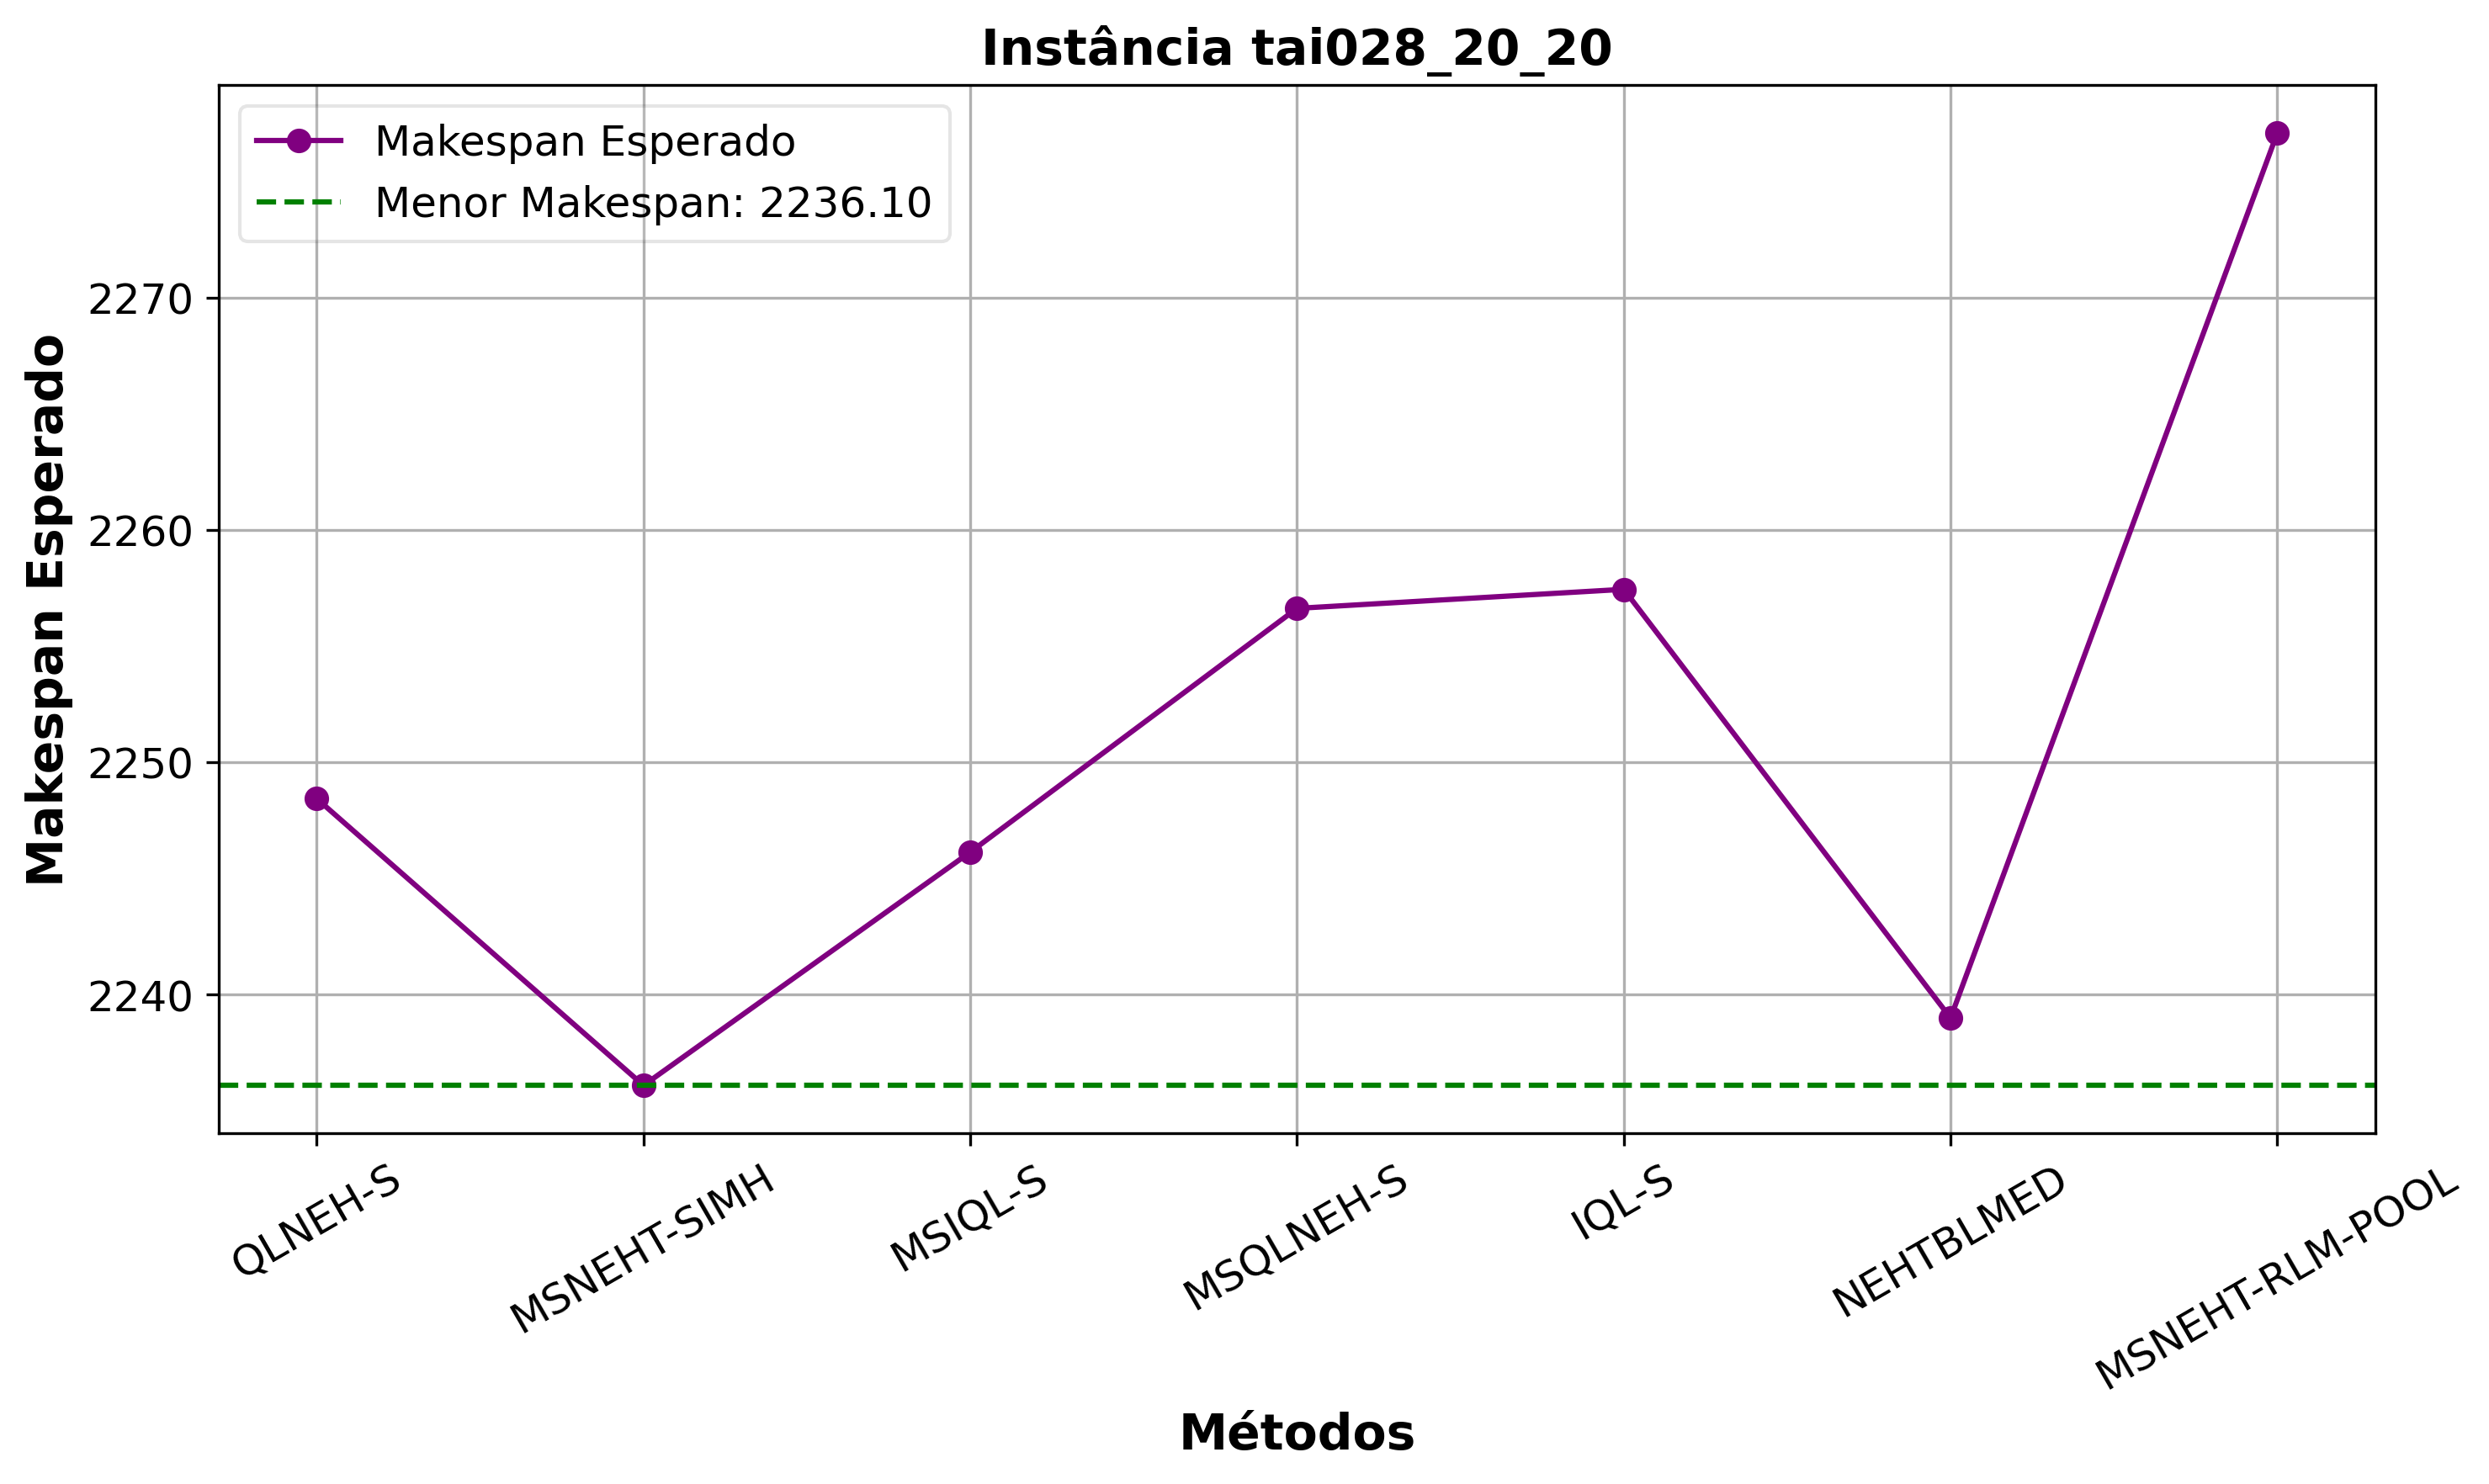 Instância tai028_20_20
Makespan Esperado
Menor Makespan: 2236.10
Makespan Esperado
2270
2260
2250
2240
QLNEH-S
MSNEHT-SIMH
MSIQL-S
MSQLNEH-S
IQL-S
NEHTBLMED
MSNEHT-RLM-POOL
Métodos